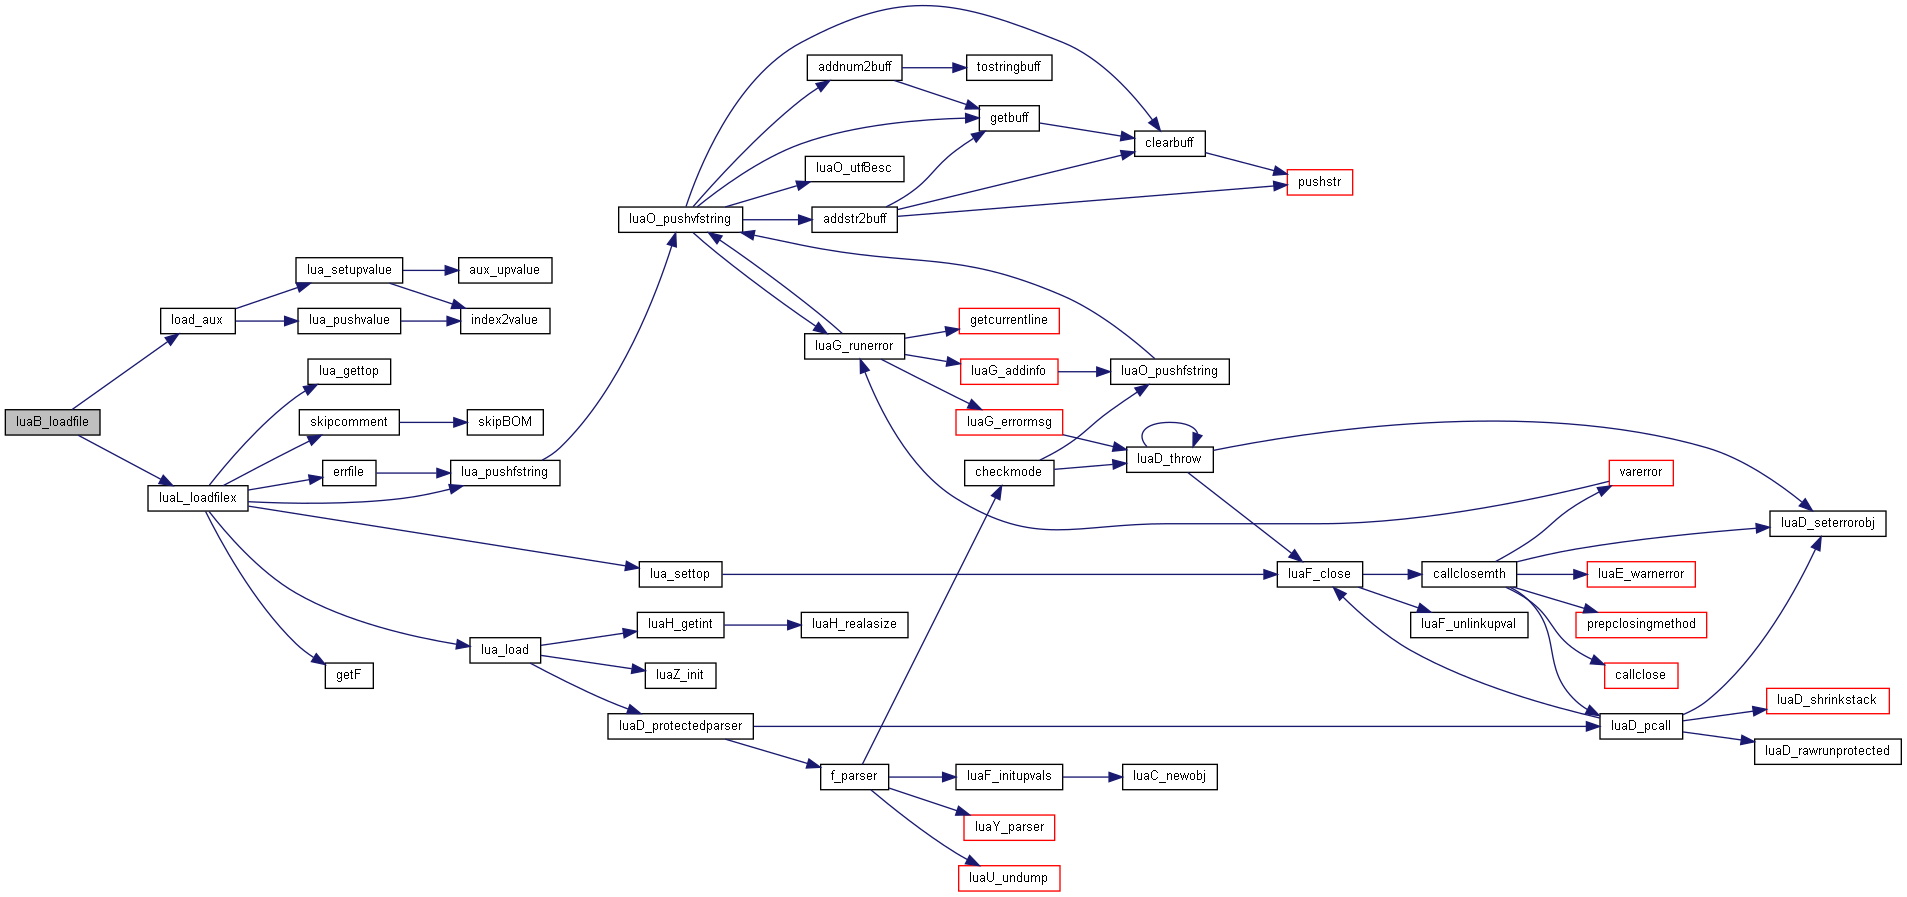 addnum2buff
tostringbuff
getbuff
clearbuff
luaO_utf8esc
pushstr
luaO_pushvfstring
addstr2buff
lua_setupvalue
aux_upvalue
load_aux
lua_pushvalue
index2value
getcurrentline
luaG_runerror
lua_gettop
luaG_addinfo
luaO_pushfstring
luaB_loadfile
skipcomment
skipBOM
luaG_errormsg
luaD_throw
errfile
lua_pushfstring
checkmode
varerror
luaL_loadfilex
luaD_seterrorobj
lua_settop
luaF_close
callclosemth
luaE_warnerror
luaH_getint
luaH_realasize
luaF_unlinkupval
prepclosingmethod
lua_load
getF
luaZ_init
callclose
luaD_shrinkstack
luaD_protectedparser
luaD_pcall
luaD_rawrunprotected
f_parser
luaF_initupvals
luaC_newobj
luaY_parser
luaU_undump